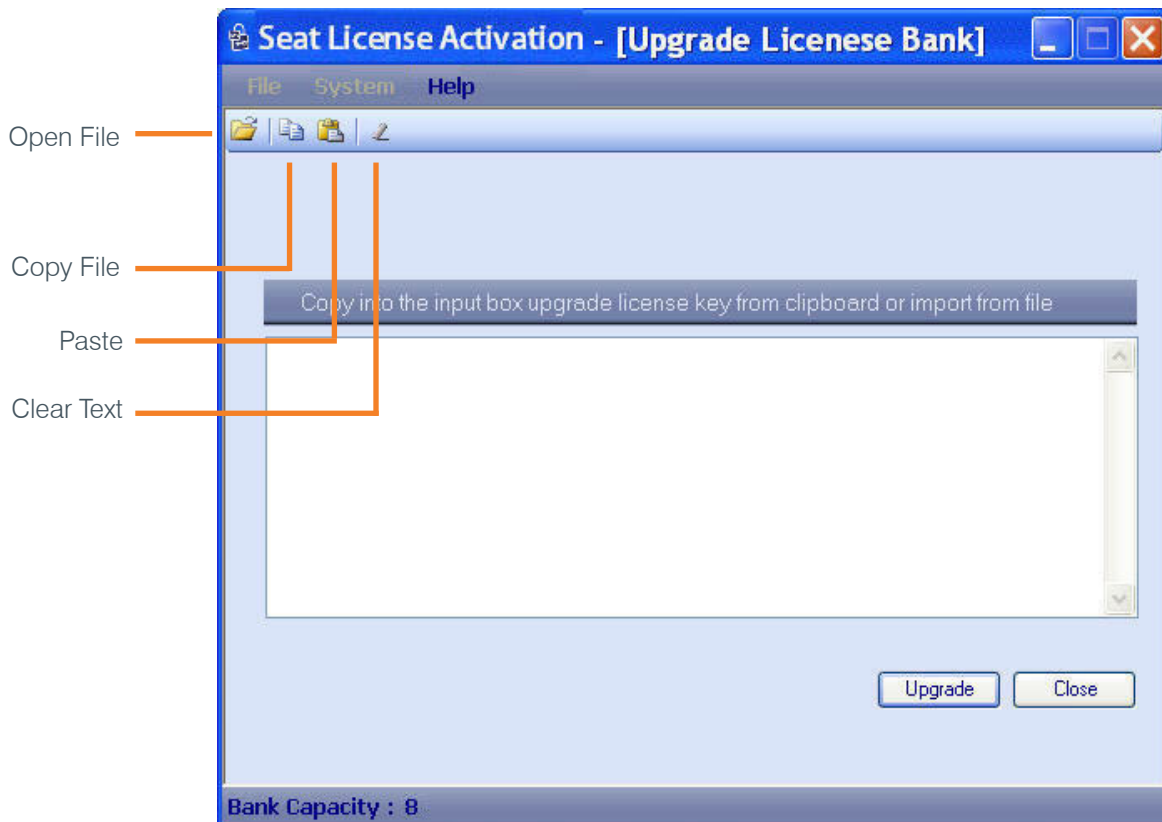 Seat License Activation - [Upgrade Licenese Bank]
File System Help
Open File
Copy File
Copy into the input box upgrade license key from clipboard or import from file
Paste
Clear Text
Upgrade Close
Bank Capacity : 8